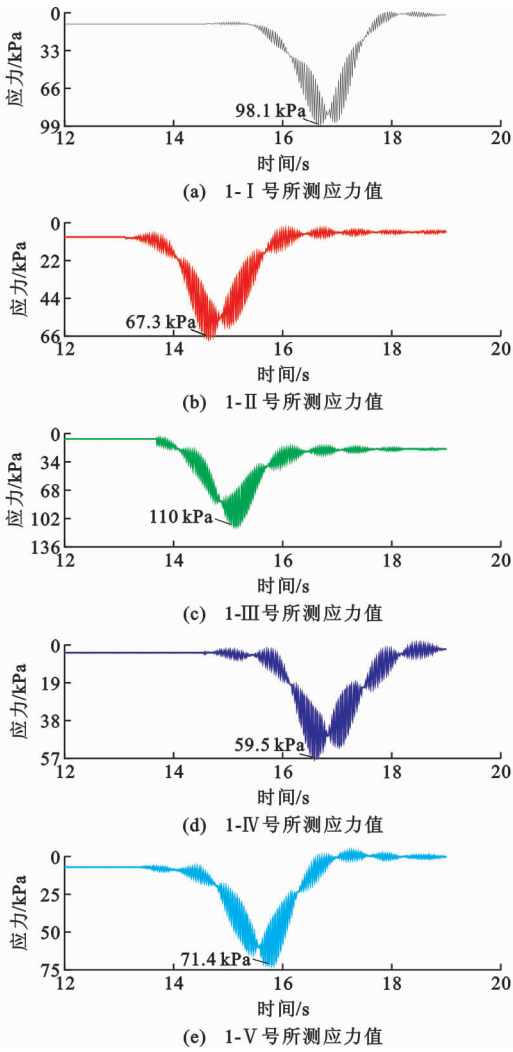 0
33
66
99
应力/kPa
98.1 kPa
12 14 16 18 20
时间/s
(a) 1-Ⅰ号所测应力值
0
22
44
66
应力/kPa
67.3 kPa
12 14 16 18 20
时间/s
(b) 1-Ⅱ号所测应力值
0
34
68
102
136
应力/kPa
110 kPa
12 14 16 18 20
时间/s
(c) 1-Ⅲ号所测应力值
0
19
38
57
应力/kPa
59.5 kPa
12 14 16 18 20
时间/s
(d) 1-Ⅳ号所测应力值
0
25
50
75
应力/kPa
71.4 kPa
12 14 16 18 20
时间/s
(e) 1-Ⅴ号所测应力值